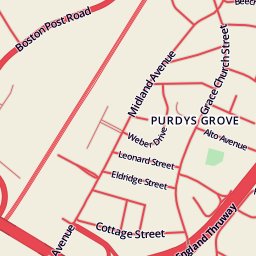 Beech
Boston Post Road
Midland Avenue
Grace Church Street
PURDYS GROVE
Weber Drive
Alto Avenue
Leonard Street
Eldridge Street
Cottage Street
Avenue
England Thruway